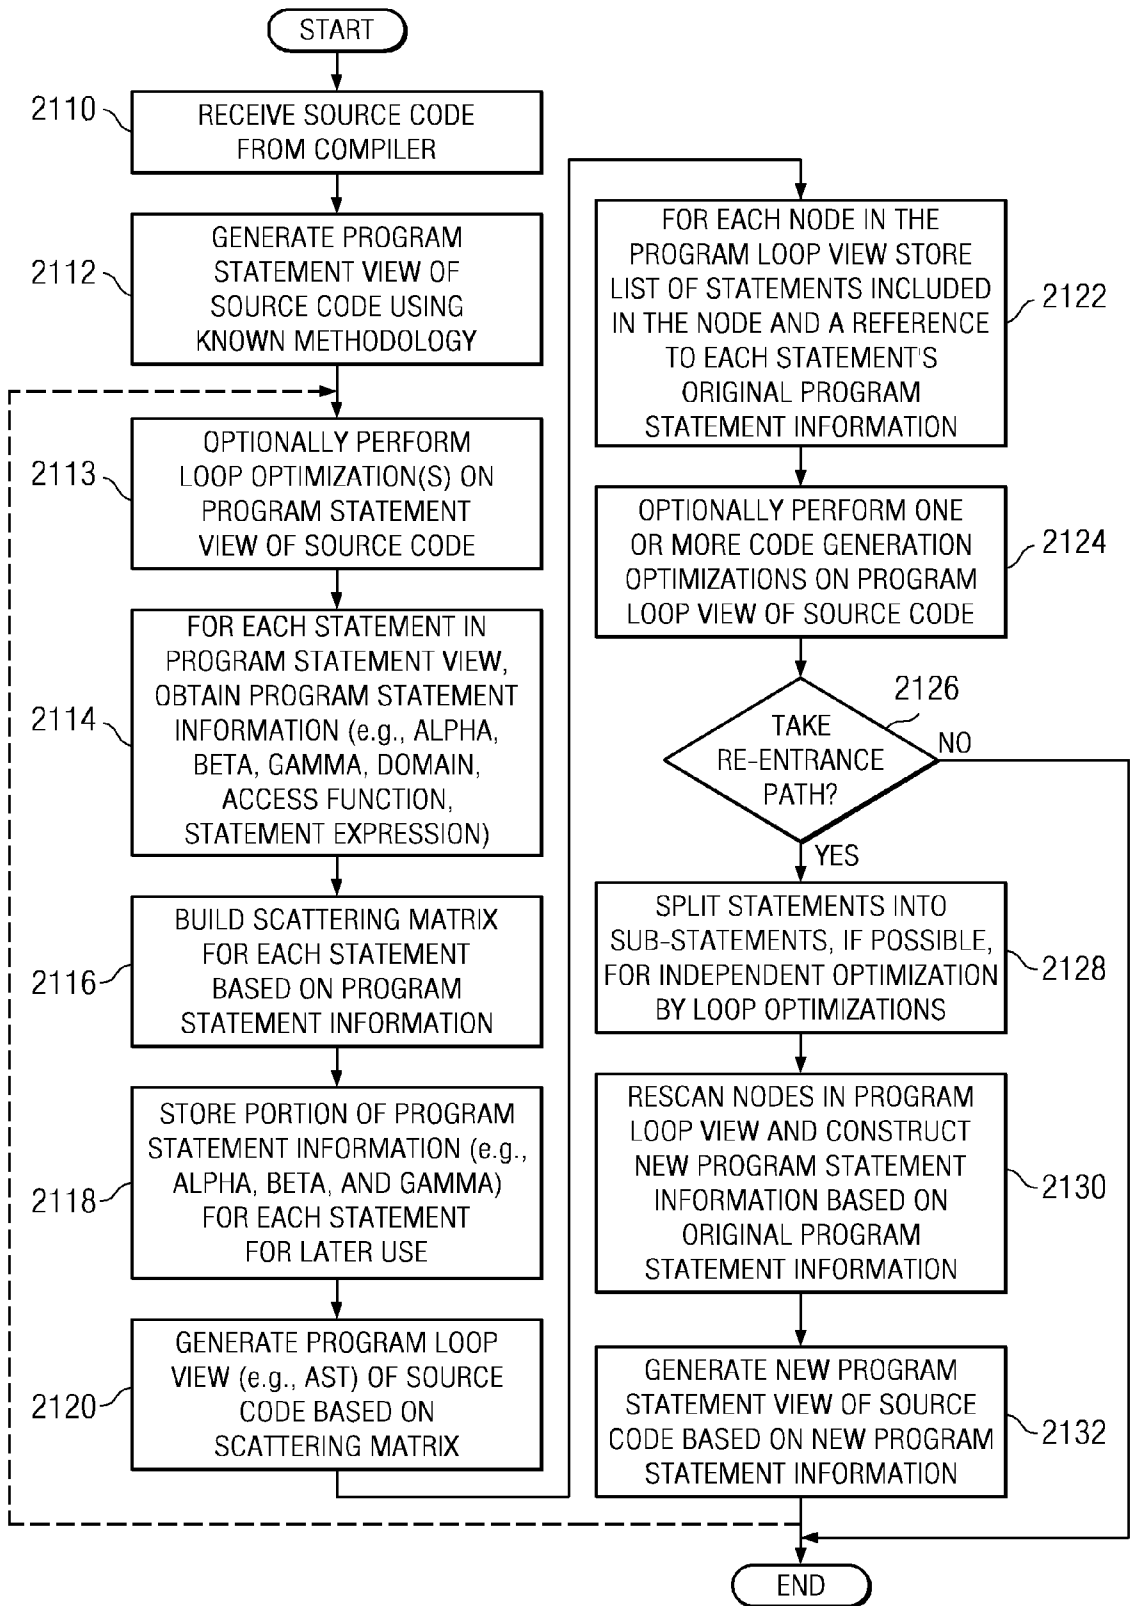 START
2110
RECEIVE SOURCE CODE
FROM COMPILER
2112
GENERATE PROGRAM
STATEMENT VIEW OF
SOURCE CODE USING
KNOWN METHODOLOGY
2113
OPTIONALLY PERFORM
LOOP OPTIMIZATION(S) ON
PROGRAM STATEMENT
VIEW OF SOURCE CODE
2114
FOR EACH STATEMENT IN
PROGRAM STATEMENT VIEW,
OBTAIN PROGRAM STATEMENT
INFORMATION (e.g., ALPHA,
BETA, GAMMA, DOMAIN,
ACCESS FUNCTION,
STATEMENT EXPRESSION)
2116
BUILD SCATTERING MATRIX
FOR EACH STATEMENT
BASED ON PROGRAM
STATEMENT INFORMATION
2118
STORE PORTION OF PROGRAM
STATEMENT INFORMATION (e.g.,
ALPHA, BETA, AND GAMMA)
FOR EACH STATEMENT
FOR LATER USE
2120
GENERATE PROGRAM LOOP
VIEW (e.g., AST) OF SOURCE
CODE BASED ON
SCATTERING MATRIX
FOR EACH NODE IN THE
PROGRAM LOOP VIEW STORE
LIST OF STATEMENTS INCLUDED
IN THE NODE AND A REFERENCE
TO EACH STATEMENT'S
ORIGINAL PROGRAM
STATEMENT INFORMATION
2122
OPTIONALLY PERFORM ONE
OR MORE CODE GENERATION
OPTIMIZATIONS ON PROGRAM
LOOP VIEW OF SOURCE CODE
2124
TAKE
RE-ENTRANCE
PATH?
2126
NO
YES
SPLIT STATEMENTS INTO
SUB-STATEMENTS, IF POSSIBLE,
FOR INDEPENDENT OPTIMIZATION
BY LOOP OPTIMIZATIONS
2128
RESCAN NODES IN PROGRAM
LOOP VIEW AND CONSTRUCT
NEW PROGRAM STATEMENT
INFORMATION BASED ON
ORIGINAL PROGRAM
STATEMENT INFORMATION
2130
GENERATE NEW PROGRAM
STATEMENT VIEW OF SOURCE
CODE BASED ON NEW PROGRAM
STATEMENT INFORMATION
2132
END